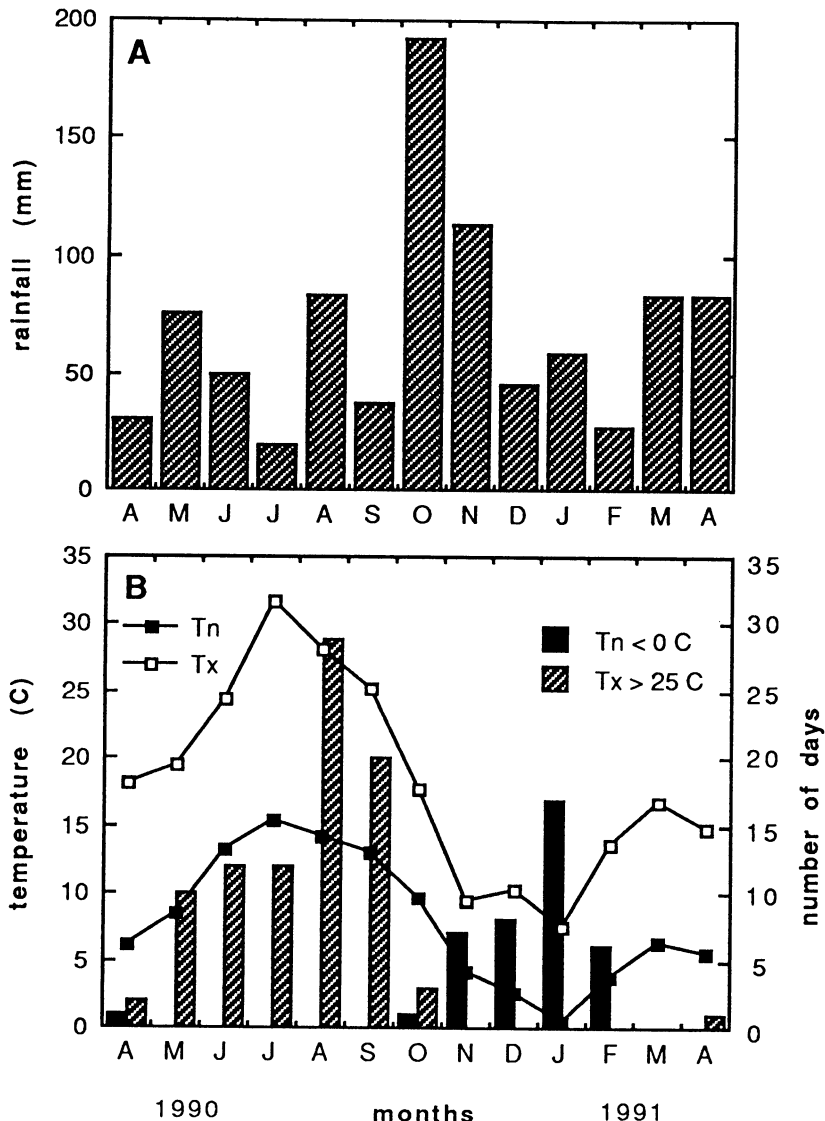 A
200
150
100
50
0
rainfall (mm)
A M J J A S O N D J F M A
B
35
30
25
20
15
10
5
0
temperature (C)
Tn
Tx
Tn < 0 C
Tx > 25 C
35
30
25
20
15
10
5
0
number of days
A M J J A S O N D J F M A
1990 months 1991